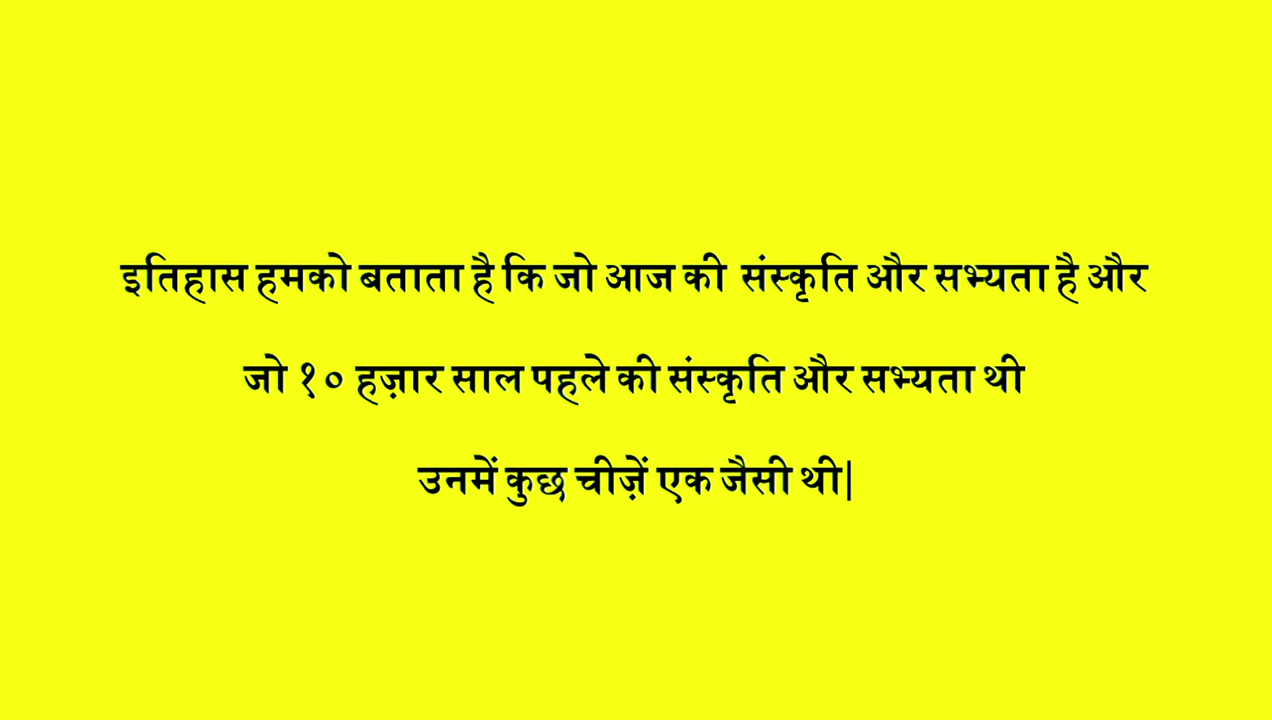 इतिहास हमको बताता है कि जो आज की संस्कृति और सभ्यता है और
जो १० हज़ार साल पहले की संस्कृति और सभ्यता थी
उनमें कुछ चीज़ें एक जैसी थी|